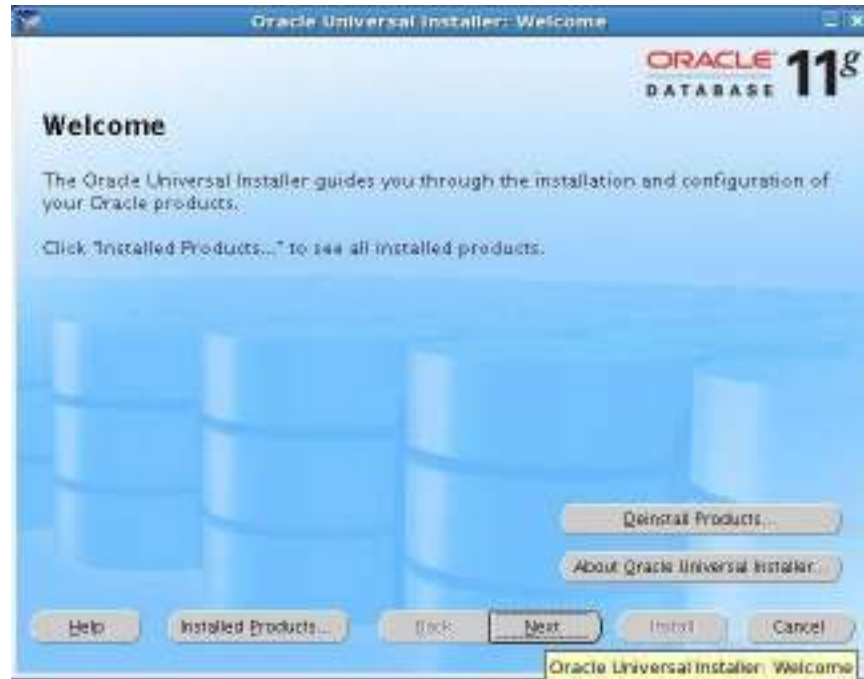 Oracle Universal Installer: Welcome
ORACLE 11g
DATABASE
Welcome
The Oracle Universal Installer guides you through the installation and configuration of
your Oracle products.
Click "Installed Products..." to see all installed products.
Deinstall Products...
About Oracle Universal Installer...
Help
Installed Products...
Back
Next
Install
Cancel
Oracle Universal Installer: Welcome